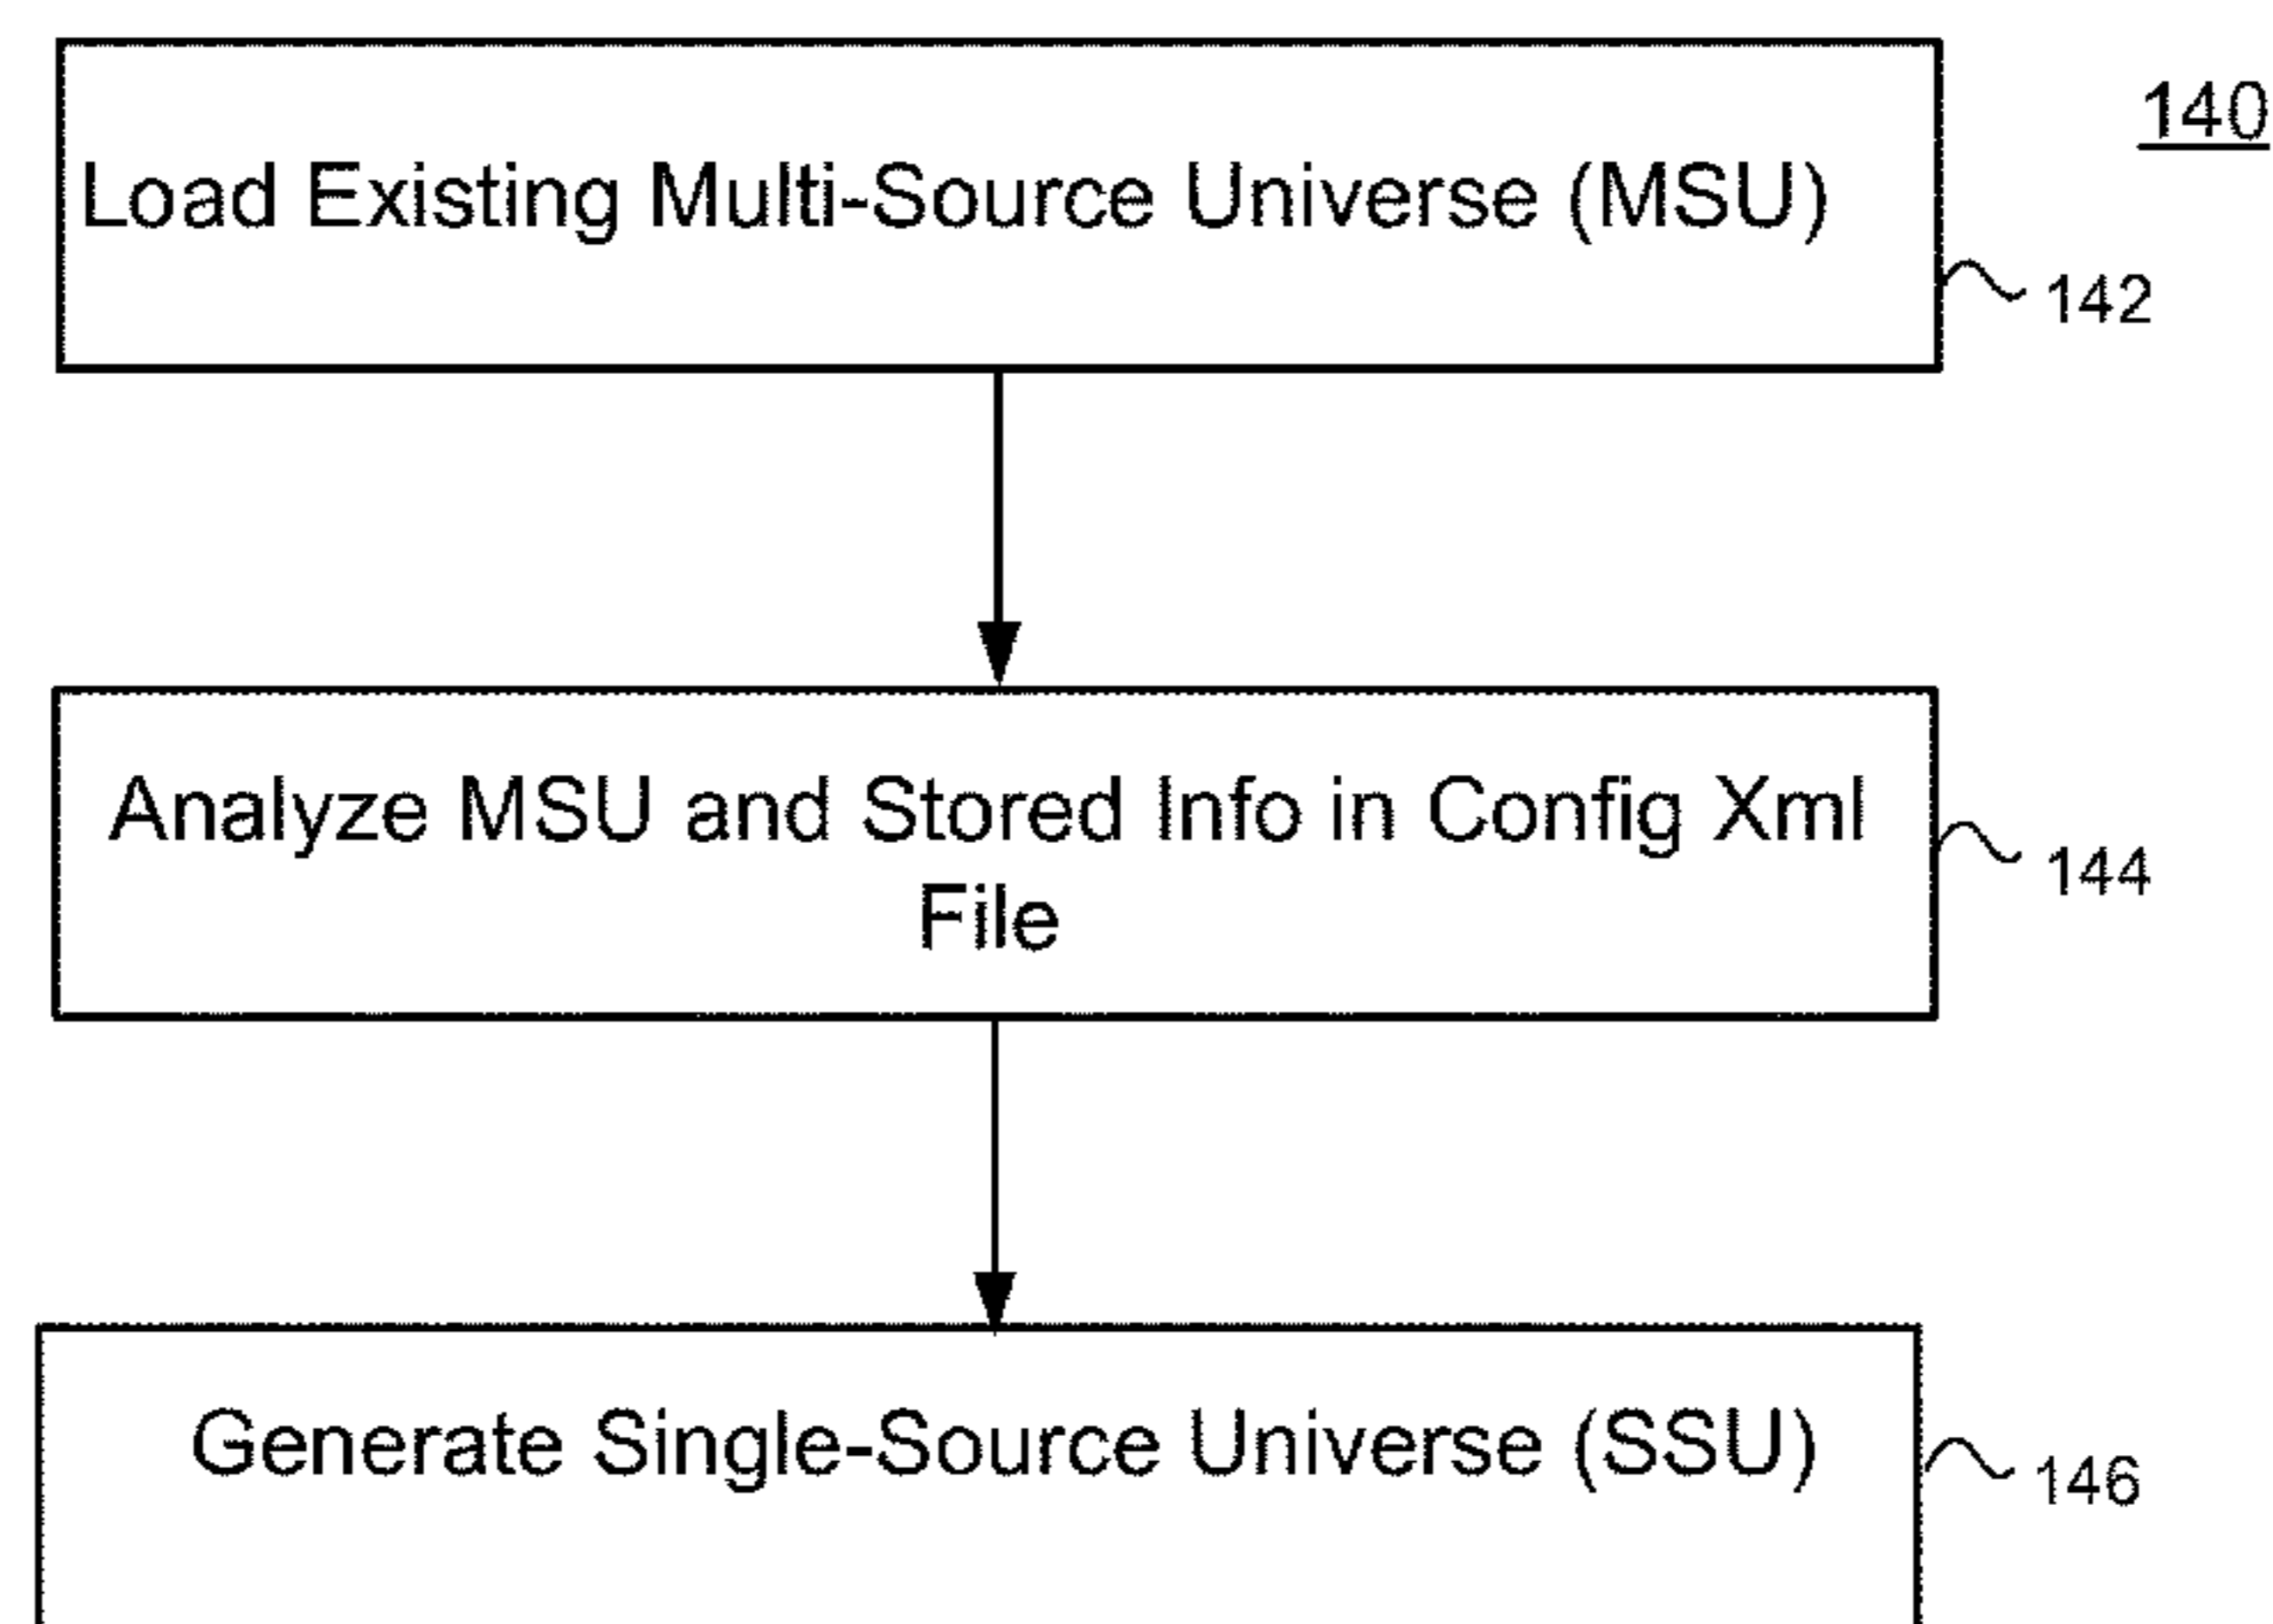 140
Load Existing Multi-Source Universe (MSU)
142
Analyze MSU and Stored Info in Config Xml
File
144
Generate Single-Source Universe (SSU)
146